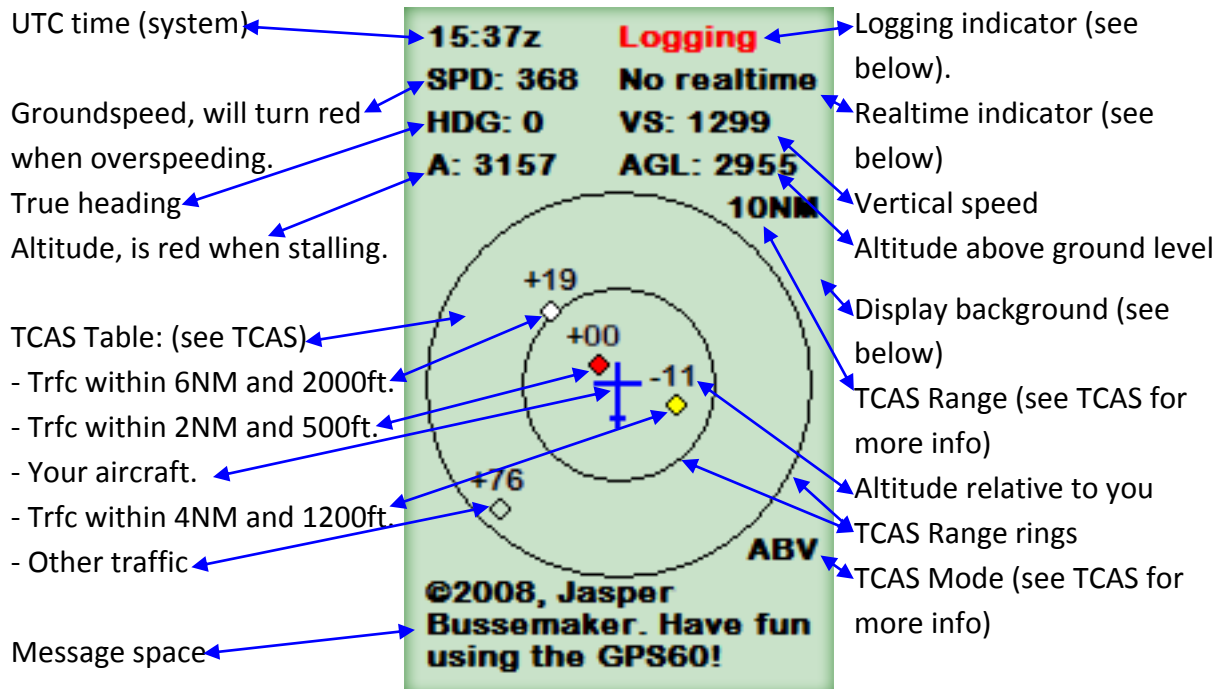 UTC time (system)
Groundspeed, will turn red
when overspeeding.
True heading
Altitude, is red when stalling.
TCAS Table: (see TCAS)
- Trfc within 6NM and 2000ft.
- Trfc within 2NM and 500ft.
- Your aircraft.
- Trfc within 4NM and 1200ft.
- Other traffic
Message space
15:37z Logging
SPD: 368 No realtime
HDG: 0 VS: 1299
A: 3157 AGL: 2955
10NM
+19
+00
-11
+76
ABV
©2008, Jasper
Bussemaker. Have fun
using the GPS60!
Logging indicator (see
below).
Realtime indicator (see
below)
Vertical speed
Altitude above ground level
Display background (see
below)
TCAS Range (see TCAS for
more info)
Altitude relative to you
TCAS Range rings
TCAS Mode (see TCAS for
more info)